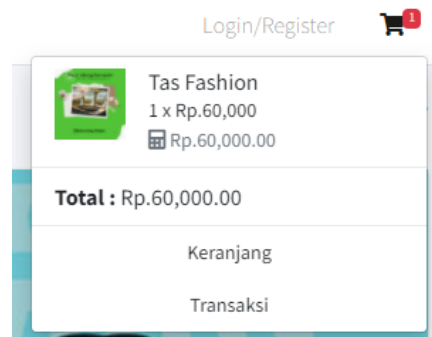 Login/Register
1
Tas Fashion
1 x Rp.60,000
Rp.60,000.00
Total : Rp.60,000.00
Keranjang
Transaksi